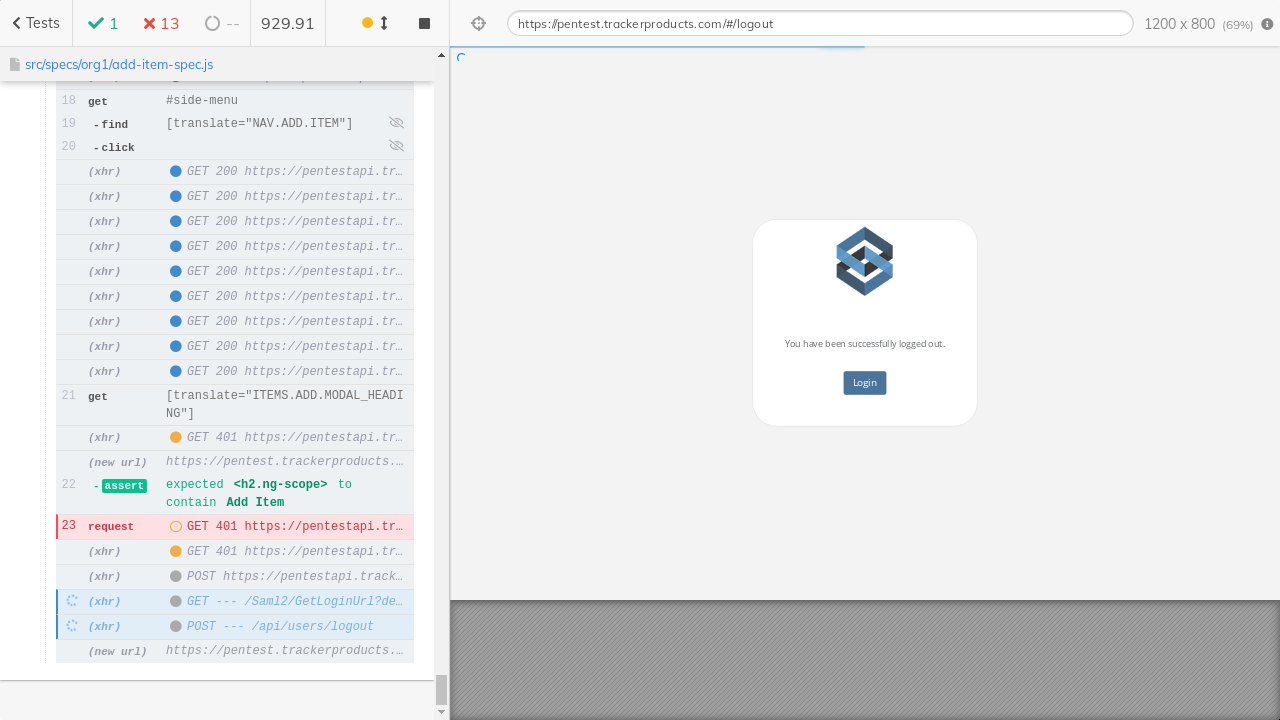 Tests
1
13
--
929.91
https://pentest.trackerproducts.com/#/logout
1200 x 800 (69%)
src/specs/org1/add-item-spec.js
18 get #side-menu
19 -find [translate="NAV.ADD.ITEM"]
20 -click
(xhr) GET 200 https://pentestapi.tr…
(xhr) GET 200 https://pentestapi.tr…
(xhr) GET 200 https://pentestapi.tr…
(xhr) GET 200 https://pentestapi.tr…
(xhr) GET 200 https://pentestapi.tr…
(xhr) GET 200 https://pentestapi.tr…
(xhr) GET 200 https://pentestapi.tr…
(xhr) GET 200 https://pentestapi.tr…
(xhr) GET 200 https://pentestapi.tr…
21 get [translate="ITEMS.ADD.MODAL_HEADI
NG"]
(xhr) GET 401 https://pentestapi.tr…
(new url) https://pentest.trackerproducts.…
22 -assert expected <h2.ng-scope> to
contain Add Item
23 request GET 401 https://pentestapi.tr…
(xhr) GET 401 https://pentestapi.tr…
(xhr) POST https://pentestapi.track…
(xhr) GET --- /Saml2/GetLoginUrl?de…
(xhr) POST --- /api/users/logout
(new url) https://pentest.trackerproducts.…
You have been successfully logged out.
Login